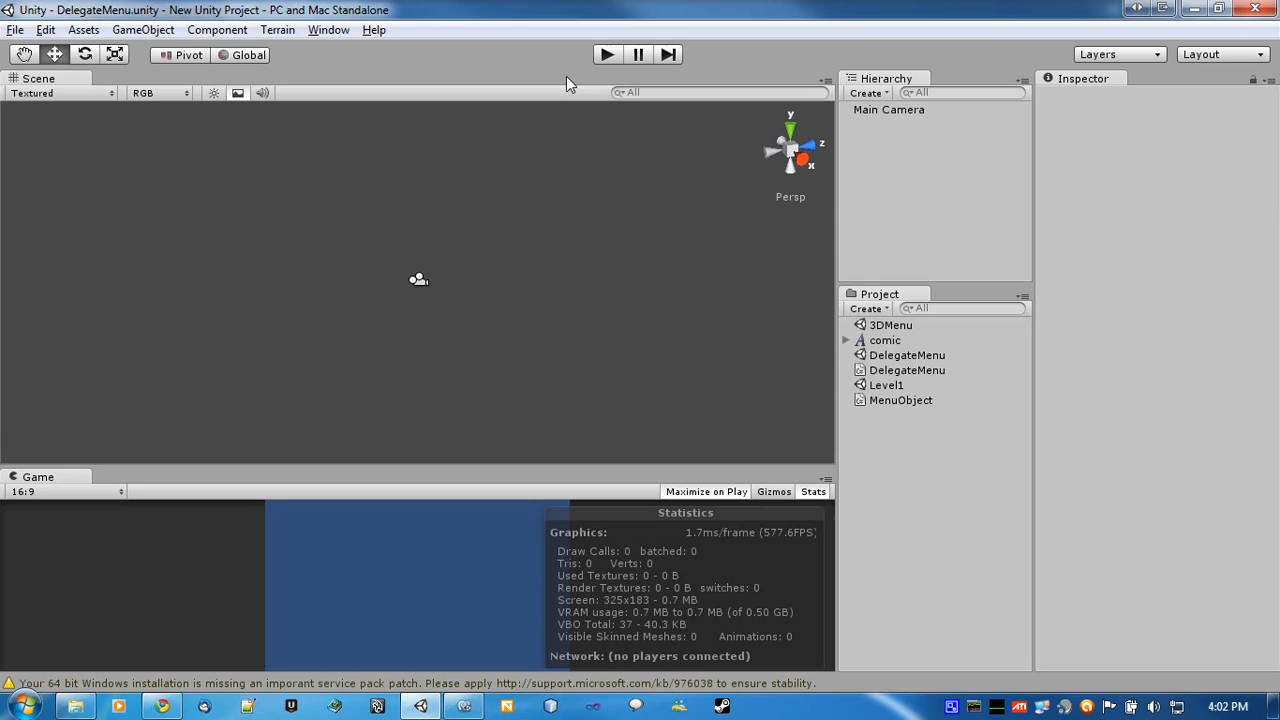 Unity - DelegateMenu.unity - New Unity Project - PC and Mac Standalone
File Edit Assets GameObject Component Terrain Window Help
Pivot Global Layers Layout
Scene
Textured RGB All
y
z
x
Persp
Hierarchy
Create All
Main Camera
Inspector
Project
Create All
3DMenu
comic
DelegateMenu
DelegateMenu
Level1
MenuObject
Game
16:9 Maximize on Play Gizmos Stats
Statistics
Graphics: 1.7ms/frame (577.6FPS)
Draw Calls: 0 batched: 0
Tris: 0 Verts: 0
Used Textures: 0 - 0 B
Render Textures: 0 - 0 B switches: 0
Screen: 325x183 - 0.7 MB
VRAM usage: 0.7 MB to 0.7 MB (of 0.50 GB)
VBO Total: 37 - 40.3 KB
Visible Skinned Meshes: 0 Animations: 0
Network: (no players connected)
Your 64 bit Windows installation is missing an imporant service pack patch. Please apply http://support.microsoft.com/kb/976038 to ensure stability.
4:02 PM